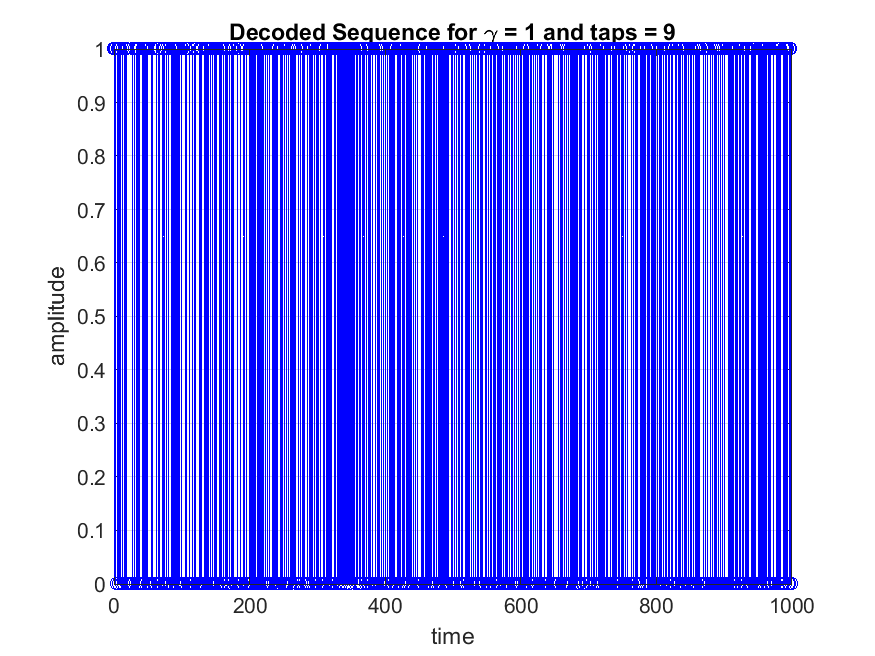 Decoded Sequence for γ = 1 and taps = 9
1
0.9
0.8
0.7
0.6
0.5
0.4
0.3
0.2
0.1
0
amplitude
0 200 400 600 800 1000
time